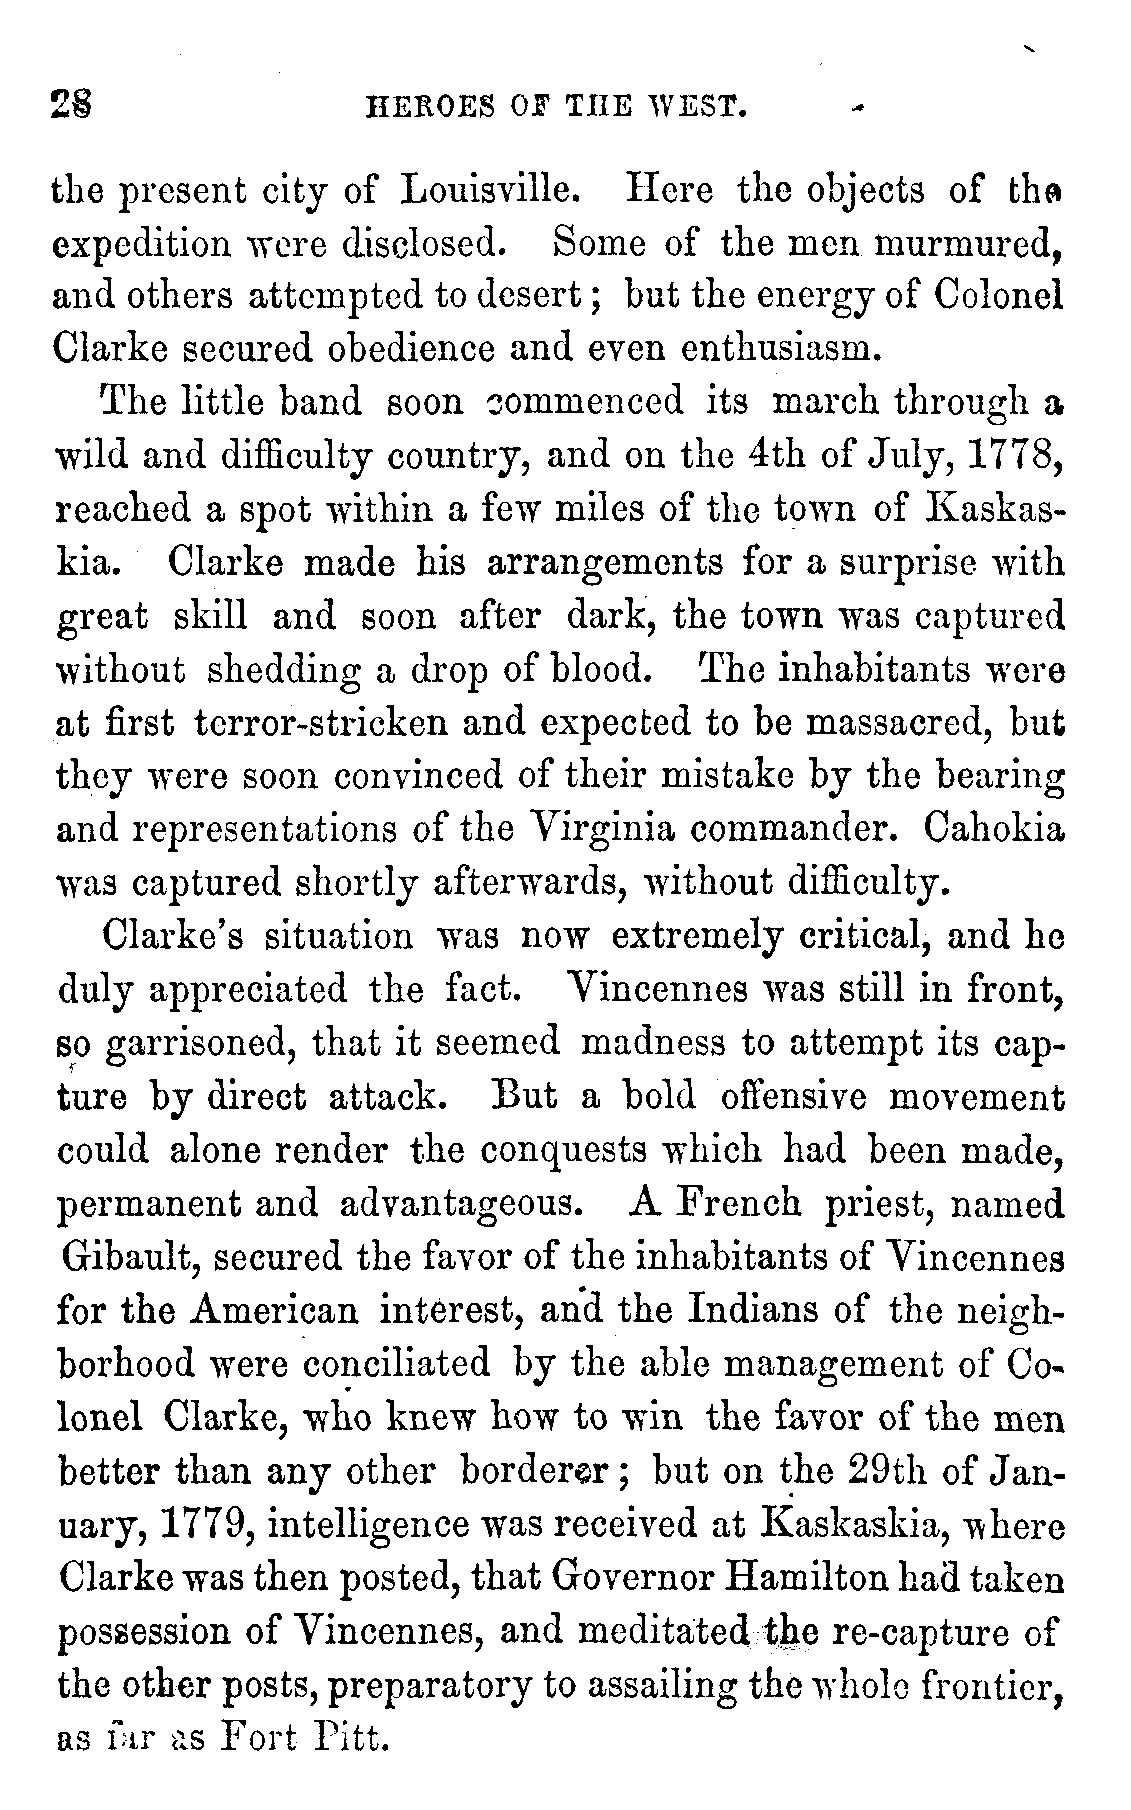 28 HEROES OF THE WEST.
the present city of Louisville. Here the objects of the
expedition were disclosed. Some of the men murmured,
and others attempted to desert; but the energy of Colonel
Clarke secured obedience and even enthusiasm.
The little band soon commenced its march through a
wild and difficulty country, and on the 4th of July, 1778,
reached a spot within a few miles of the town of Kaskas-
kia. Clarke made his arrangements for a surprise with
great skill and soon after dark, the town was captured
without shedding a drop of blood. The inhabitants were
at first terror-stricken and expected to be massacred, but
they were soon convinced of their mistake by the bearing
and representations of the Virginia commander. Cahokia
was captured shortly afterwards, without difficulty.
Clarke's situation was now extremely critical, and he
duly appreciated the fact. Vincennes was still in front,
so garrisoned, that it seemed madness to attempt its cap-
ture by direct attack. But a bold offensive movement
could alone render the conquests which had been made,
permanent and advantageous. A French priest, named
Gibault, secured the favor of the inhabitants of Vincennes
for the American interest, and the Indians of the neigh-
borhood were conciliated by the able management of Co-
lonel Clarke, who knew how to win the favor of the men
better than any other borderer; but on the 29th of Jan-
uary, 1779, intelligence was received at Kaskaskia, where
Clarke was then posted, that Governor Hamilton had taken
possession of Vincennes, and meditated the re-capture of
the other posts, preparatory to assailing the whole frontier,
as far as Fort Pitt.